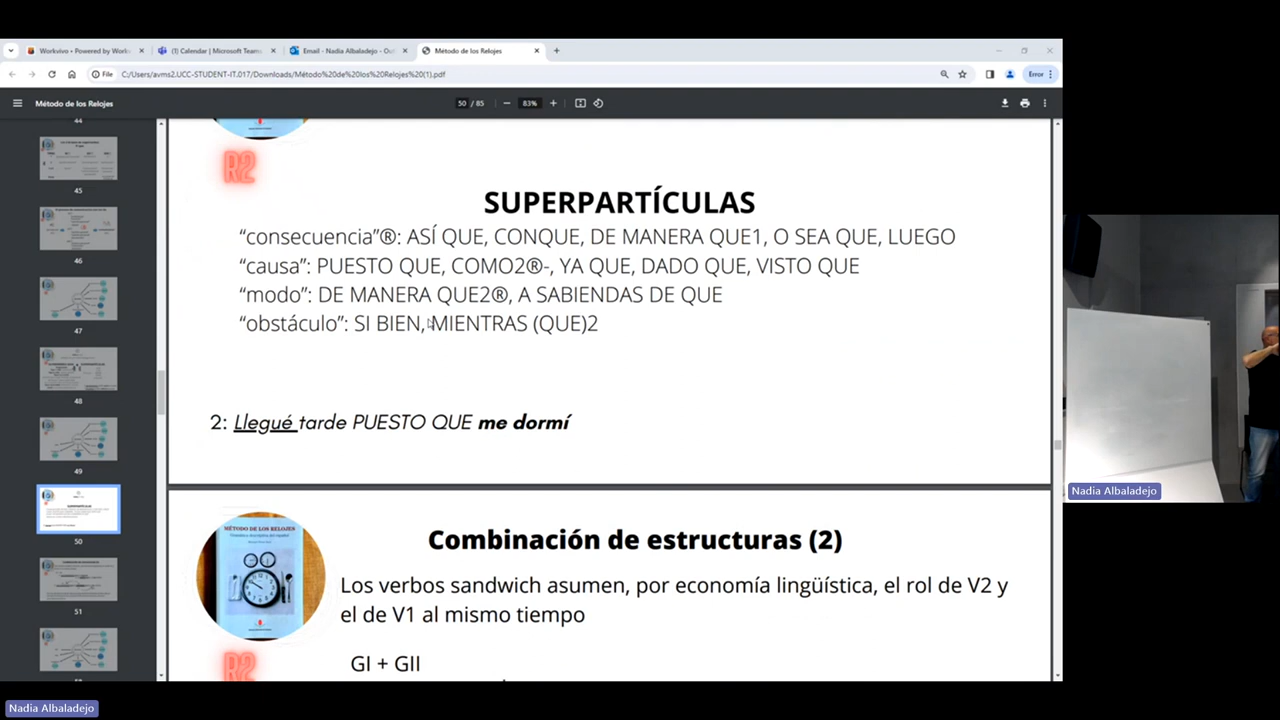 Workvivo • Powered by Work
(1) Calendar | Microsoft Teams
Email - Nadia Albaladejo - Ou
Método de los Relojes
File
C:/Users/avms2.UCC-STUDENT-IT.017/Downloads/Método%20de%20los%20Relojes%20(1).pdf
Error
Método de los Relojes
50 / 85
83%
44
45
46
47
48
49
50
51
R2
SUPERPARTÍCULAS
“consecuencia”®: ASÍ QUE, CONQUE, DE MANERA QUE1, O SEA QUE, LUEGO
“causa”: PUESTO QUE, COMO2®-, YA QUE, DADO QUE, VISTO QUE
“modo”: DE MANERA QUE2®, A SABIENDAS DE QUE
“obstáculo”: SI BIEN, MIENTRAS (QUE)2
2: Llegué tarde PUESTO QUE me dormí
MÉTODO DE LOS RELOJES
Combinación de estructuras (2)
Los verbos sandwich asumen, por economía lingüística, el rol de V2 y
el de V1 al mismo tiempo
R2
GI + GII
Nadia Albaladejo
Nadia Albaladejo